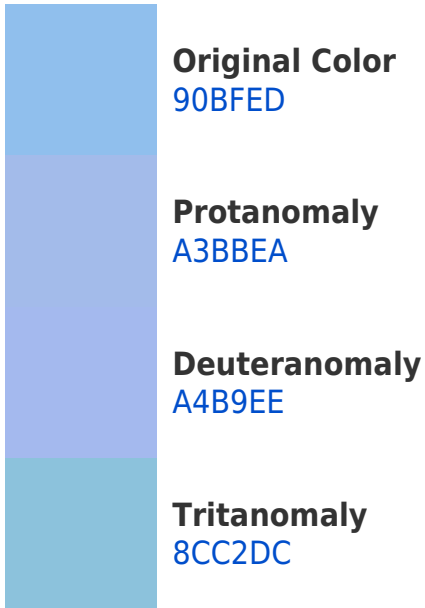 Original Color
90BFED
Protanomaly
A3BBEA
Deuteranomaly
A4B9EE
Tritanomaly
8CC2DC